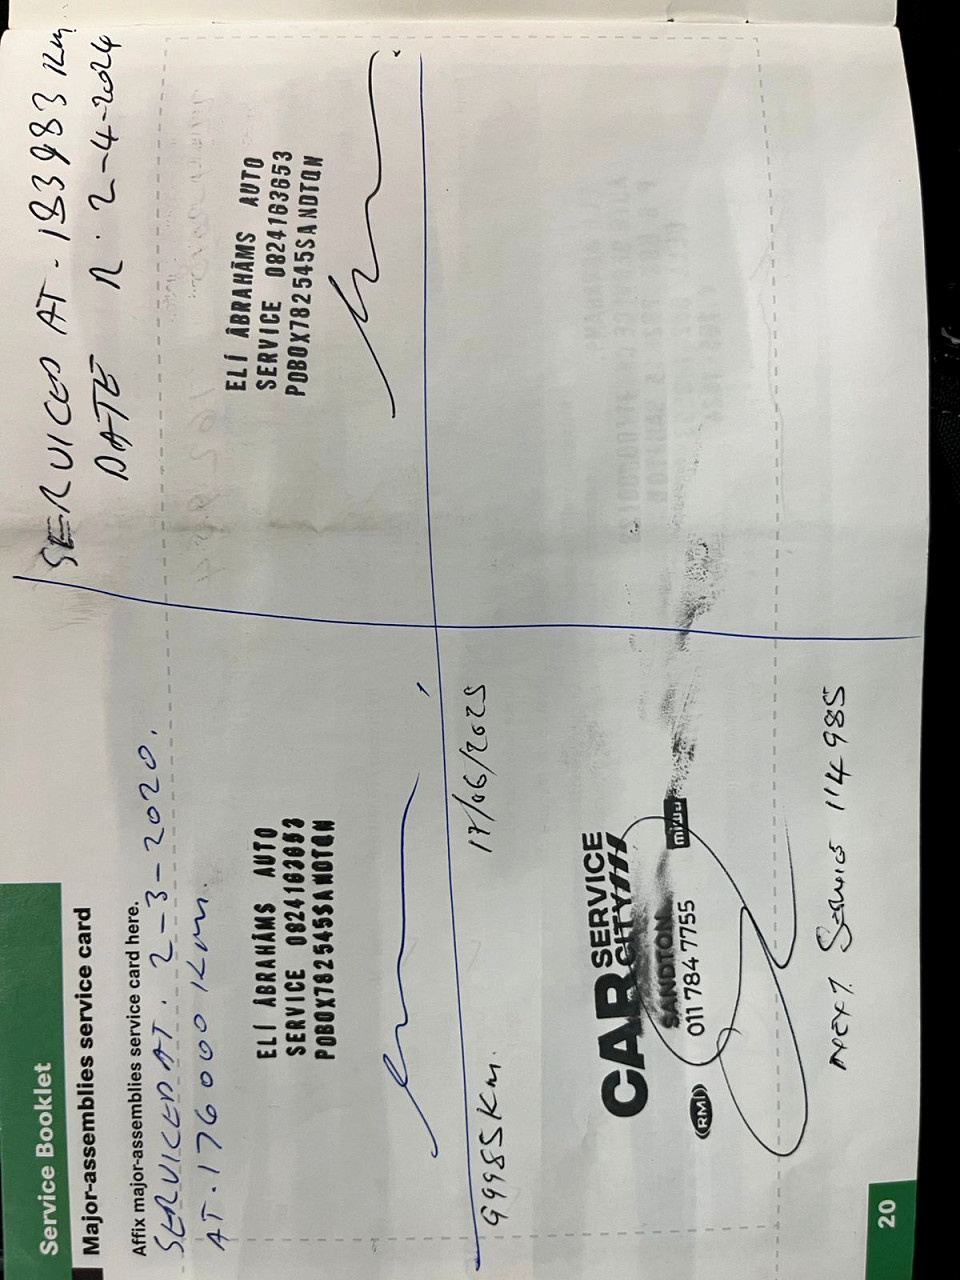 Service Booklet
Major-assemblies service card
Affix major-assemblies service card here.
SERVICED AT. 2-3-2020.
AT. 176000 Km.
ELI ABRAHAMS AUTO
SERVICE 0824163653
POBOX782545SANDTON
SERVICED AT. 183983 Km
DATE 2-4-2024
ELI ABRAHAMS AUTO
SERVICE 0824163653
POBOX782545SANDTON
99985 Km. 17/06/2025
CAR SERVICE
CITY
SANDTON
011 784 7755
RMI
NEXT Service 114985
20